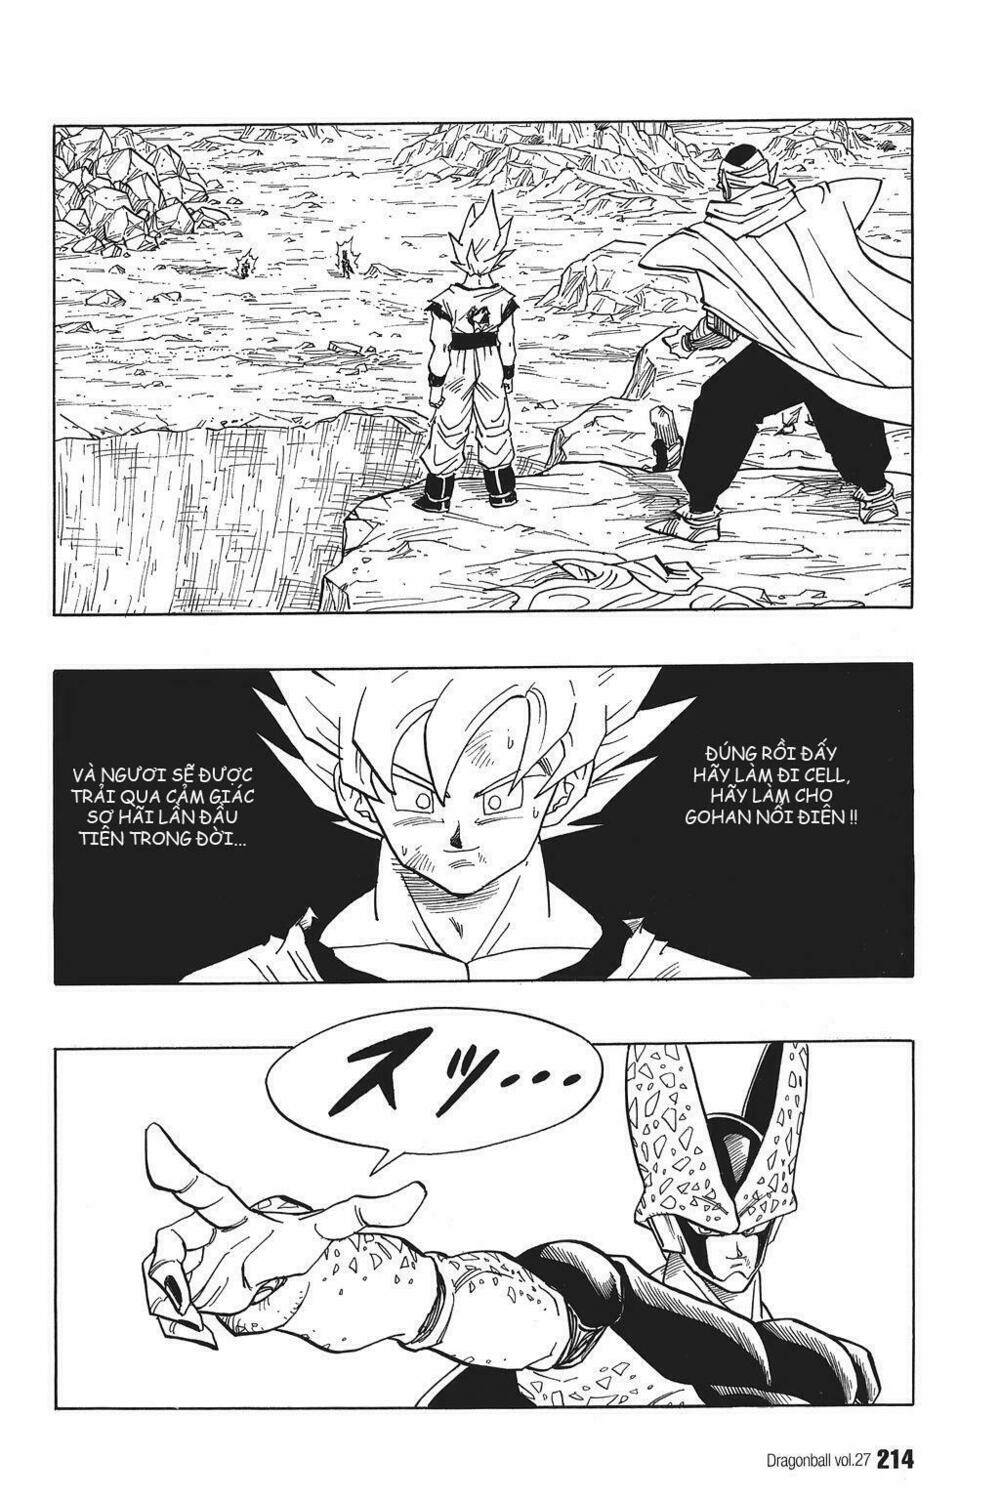 ĐÚNG RỒI ĐẤY
HÃY LÀM ĐI CELL,
HÃY LÀM CHO
GOHAN NỔI ĐIÊN !!
VÀ NGƯƠI SẼ ĐƯỢC
TRẢI QUA CẢM GIÁC
SỢ HÃI LẦN ĐẦU
TIÊN TRONG ĐỜI...
スッ...
Dragonball vol.27 214